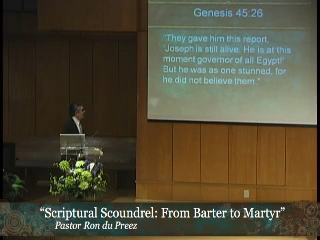 Genesis 45:26
"They gave him this report,
'Joseph is still alive. He is at this
moment governor of all Egypt!'
But he was as one stunned, for
he did not believe them."
"Scriptural Scoundrel: From Barter to Martyr"
Pastor Ron du Preez